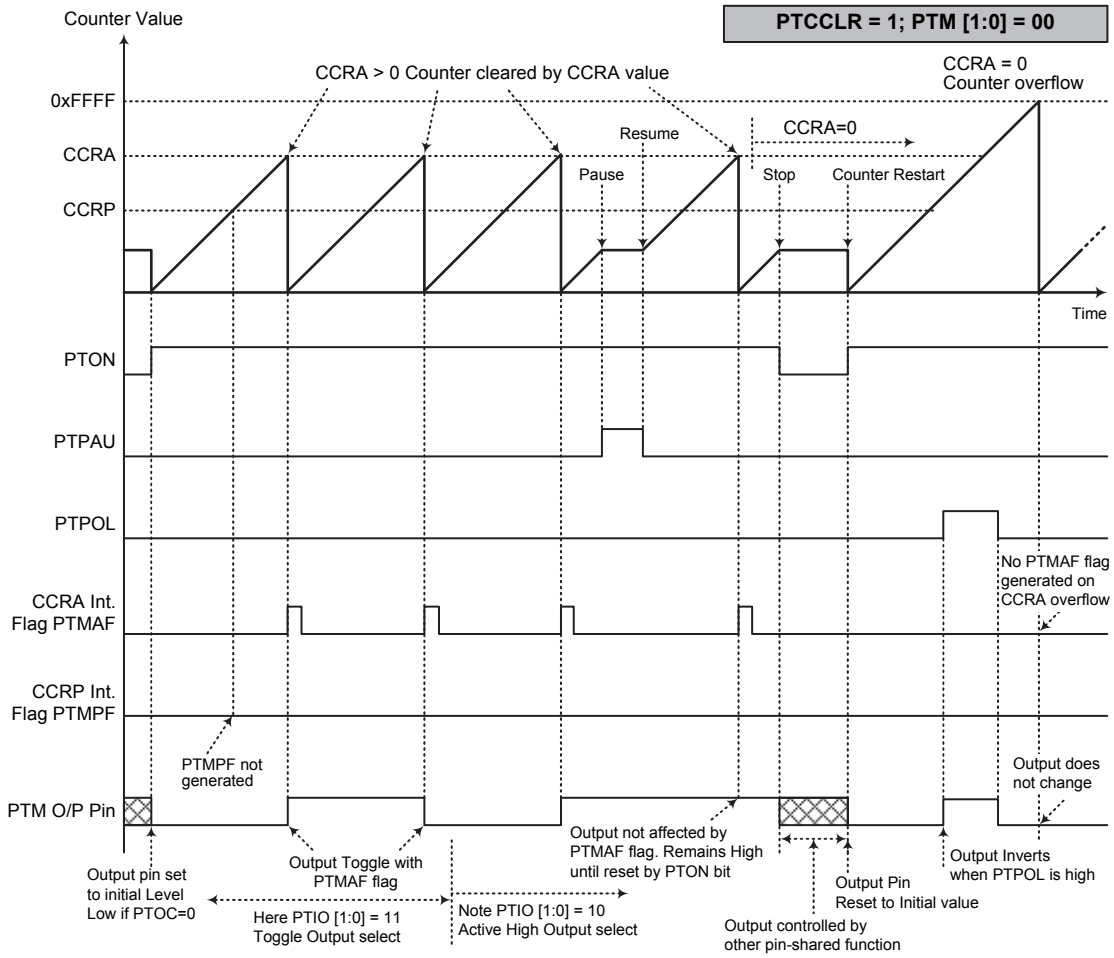 Counter Value
PTCCLR = 1; PTM [1:0] = 00
CCRA > 0 Counter cleared by CCRA value
CCRA = 0
Counter overflow
0xFFFF
Resume
CCRA=0
CCRA
Pause
Stop
Counter Restart
CCRP
Time
PTON
PTPAU
PTPOL
No PTMAF flag
generated on
CCRA overflow
CCRA Int.
Flag PTMAF
CCRP Int.
Flag PTMPF
PTMPF not
generated
Output does
not change
PTM O/P Pin
Output pin set
to initial Level
Low if PTOC=0
Output Toggle with
PTMAF flag
Here PTIO [1:0] = 11
Toggle Output select
Note PTIO [1:0] = 10
Active High Output select
Output not affected by
PTMAF flag. Remains High
until reset by PTON bit
Output controlled by
other pin-shared function
Output Pin
Reset to Initial value
Output Inverts
when PTPOL is high